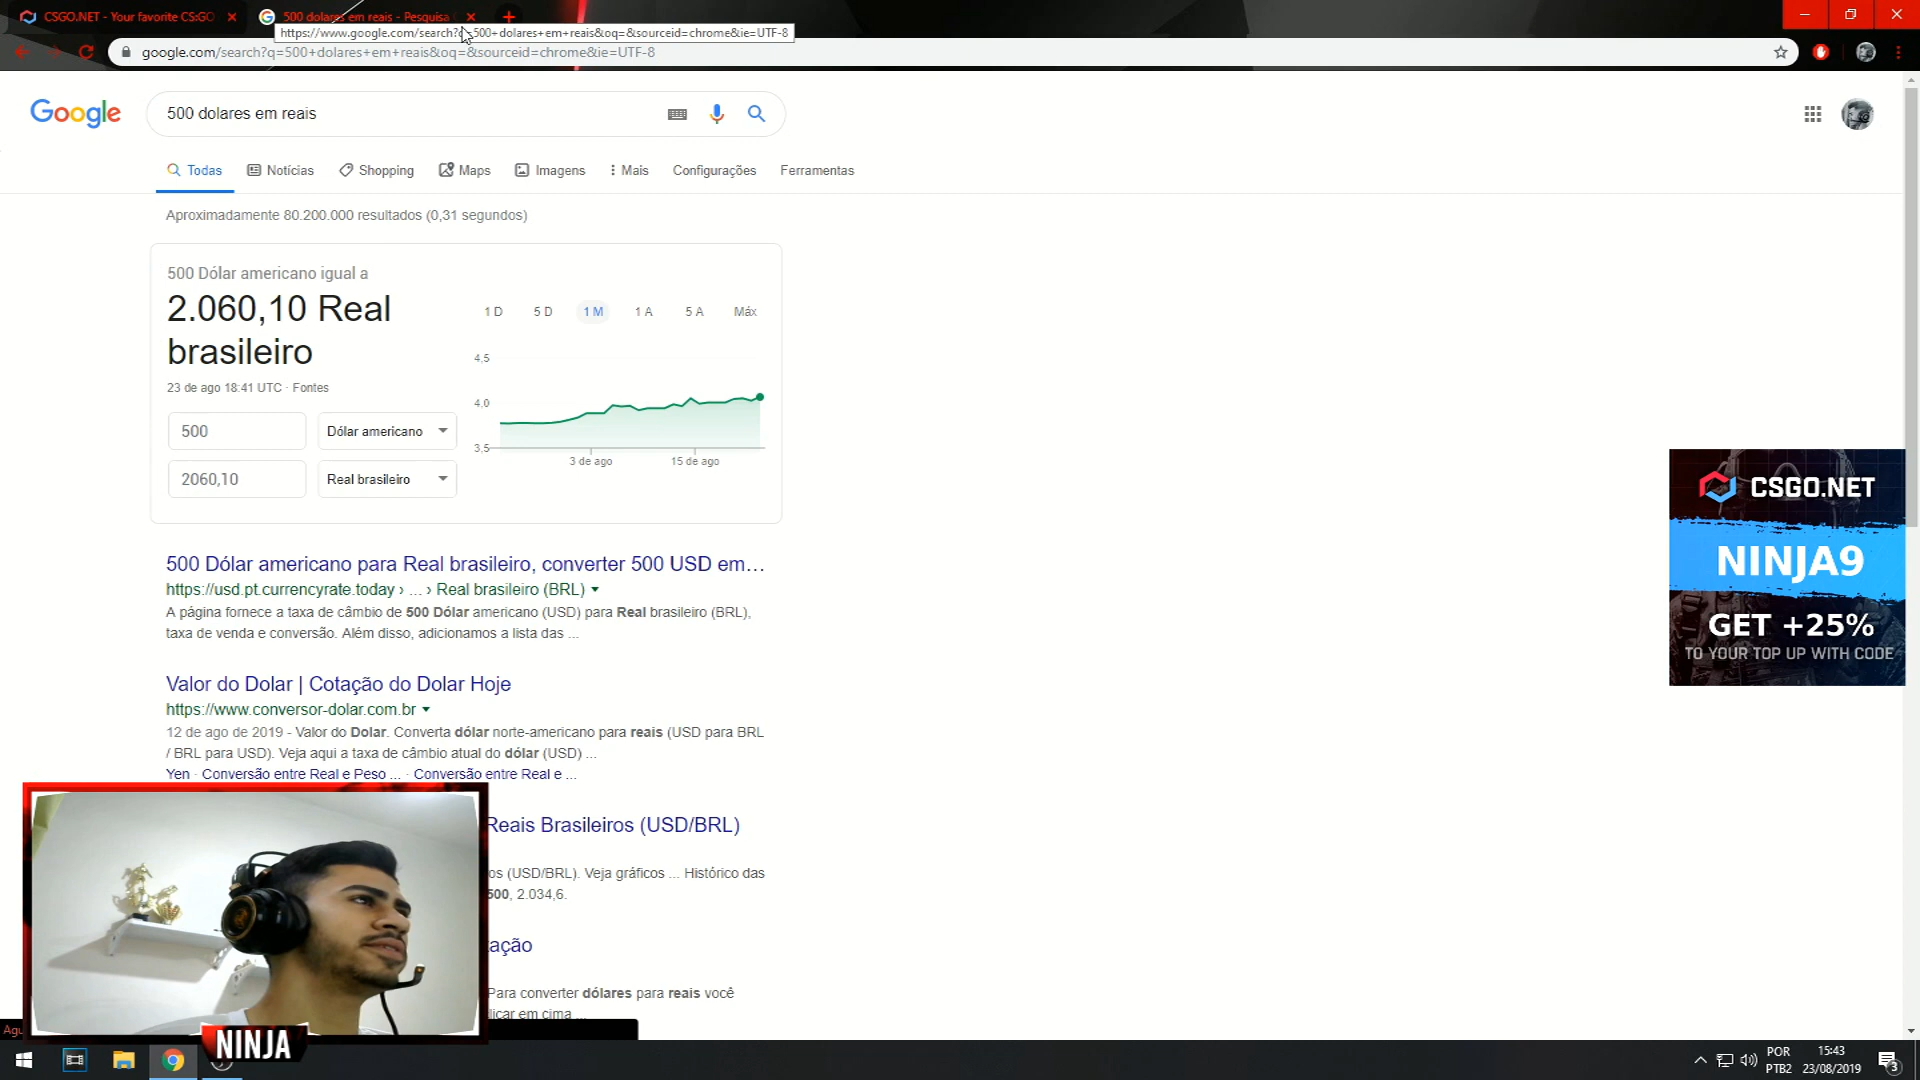 CSGO.NET - Your favorite CS:GO
500 dolares em reais - Pesquisa
https://www.google.com/search?q=500+dolares+em+reais&oq=&sourceid=chrome&ie=UTF-8
google.com/search?q=500+dolares+em+reais&oq=&sourceid=chrome&ie=UTF-8
Google
500 dolares em reais
Todas
Notícias
Shopping
Maps
Imagens
Mais
Configurações
Ferramentas
Aproximadamente 80.200.000 resultados (0,31 segundos)
500 Dólar americano igual a
2.060,10 Real
brasileiro
23 de ago 18:41 UTC · Fontes
500
Dólar americano
2060,10
Real brasileiro
1 D
5 D
1 M
1 A
5 A
Máx
4.5
4.0
3.5
3 de ago
15 de ago
500 Dólar americano para Real brasileiro, converter 500 USD em...
https://usd.pt.currencyrate.today › ... › Real brasileiro (BRL)
A página fornece a taxa de câmbio de 500 Dólar americano (USD) para Real brasileiro (BRL),
taxa de venda e conversão. Além disso, adicionamos a lista das ...
Valor do Dolar | Cotação do Dolar Hoje
https://www.conversor-dolar.com.br
12 de ago de 2019 - Valor do Dolar. Converta dólar norte-americano para reais (USD para BRL
/ BRL para USD). Veja aqui a taxa de câmbio atual do dólar (USD) ...
Yen · Conversão entre Real e Peso ... · Conversão entre Real e ...
Reais Brasileiros (USD/BRL)
os (USD/BRL). Veja gráficos ... Histórico das
500, 2.034,6.
ação
Para converter dólares para reais você
licar em cima ...
CSGO.NET
NINJA9
GET +25%
TO YOUR TOP UP WITH CODE
Agu
NINJA
POR
PTB2
15:43
23/08/2019
3